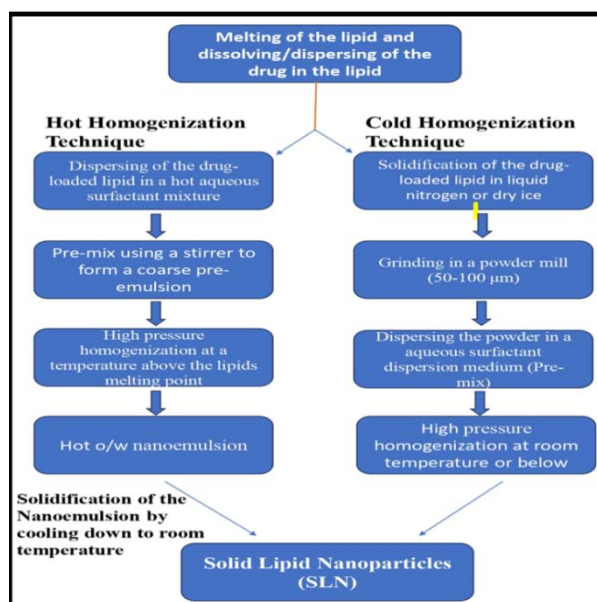 Melting of the lipid and
dissolving/dispersing of the
drug in the lipid
Hot Homogenization
Technique
Dispersing of the drug-
loaded lipid in a hot aqueous
surfactant mixture
Pre-mix using a stirrer to
form a coarse pre-
emulsion
High pressure
homogenization at a
temperature above the lipids
melting point
Hot o/w nanoemulsion
Solidification of the
Nanoemulsion by
cooling down to room
temperature
Cold Homogenization
Technique
Solidification of the drug-
loaded lipid in liquid
nitrogen or dry ice
Grinding in a powder mill
(50-100 µm)
Dispersing the powder in a
aqueous surfactant
dispersion medium (Pre-
mix)
High pressure
homogenization at room
temperature or below
Solid Lipid Nanoparticles
(SLN)